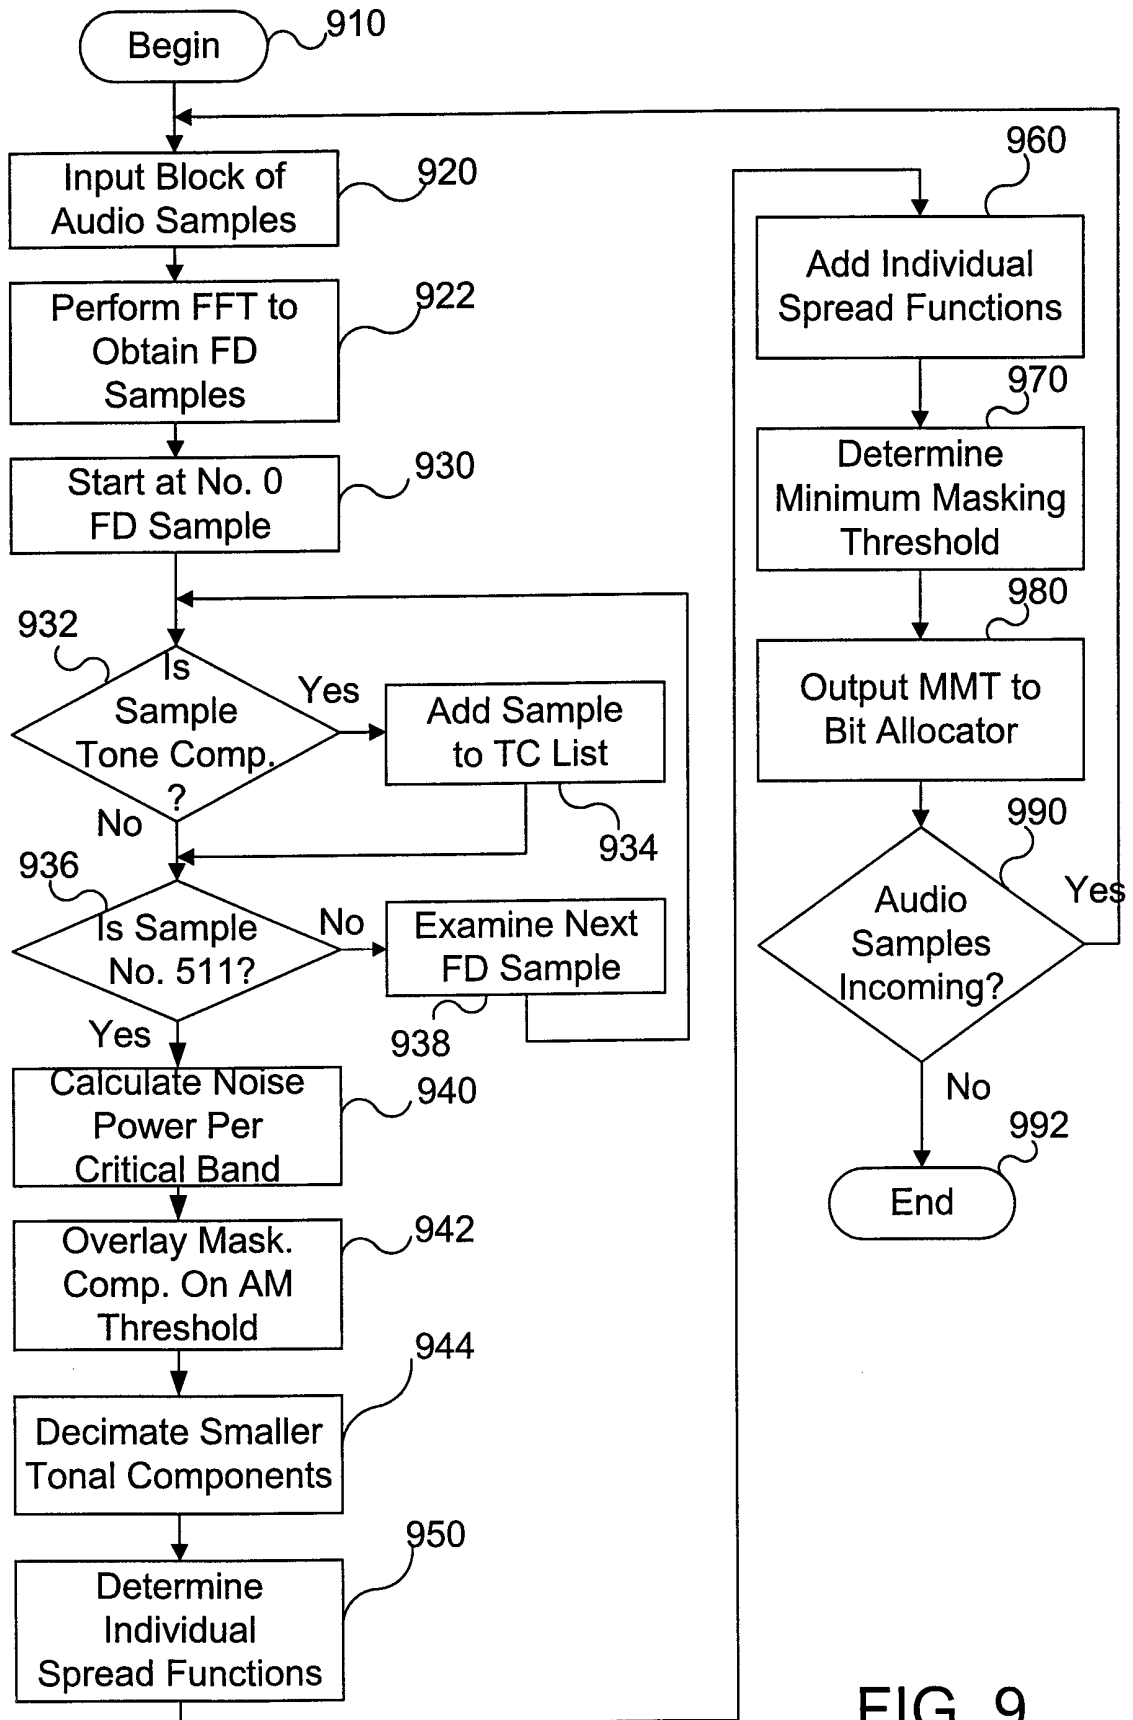 Begin
910
Input Block of
Audio Samples
920
Perform FFT to
Obtain FD
Samples
922
Start at No. 0
FD Sample
930
932
Is
Sample
Tone Comp.
?
Yes
No
Add Sample
to TC List
934
936
Is Sample
No. 511?
No
Yes
Examine Next
FD Sample
938
Calculate Noise
Power Per
Critical Band
940
Overlay Mask.
Comp. On AM
Threshold
942
Decimate Smaller
Tonal Components
944
Determine
Individual
Spread Functions
950
960
Add Individual
Spread Functions
970
Determine
Minimum Masking
Threshold
980
Output MMT to
Bit Allocator
990
Audio
Samples
Incoming?
Yes
No
992
End
FIG. 9